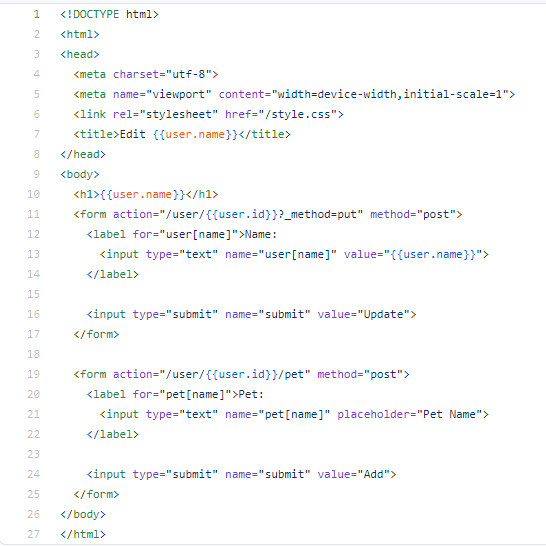 1 <!DOCTYPE html>
2 <html>
3 <head>
4   <meta charset="utf-8">
5   <meta name="viewport" content="width=device-width,initial-scale=1">
6   <link rel="stylesheet" href="/style.css">
7   <title>Edit {{user.name}}</title>
8 </head>
9 <body>
10   <h1>{{user.name}}</h1>
11   <form action="/user/{{user.id}}?_method=put" method="post">
12     <label for="user[name]">Name:
13       <input type="text" name="user[name]" value="{{user.name}}">
14     </label>
15
16     <input type="submit" name="submit" value="Update">
17   </form>
18
19   <form action="/user/{{user.id}}/pet" method="post">
20     <label for="pet[name]">Pet:
21       <input type="text" name="pet[name]" placeholder="Pet Name">
22     </label>
23
24     <input type="submit" name="submit" value="Add">
25   </form>
26 </body>
27 </html>